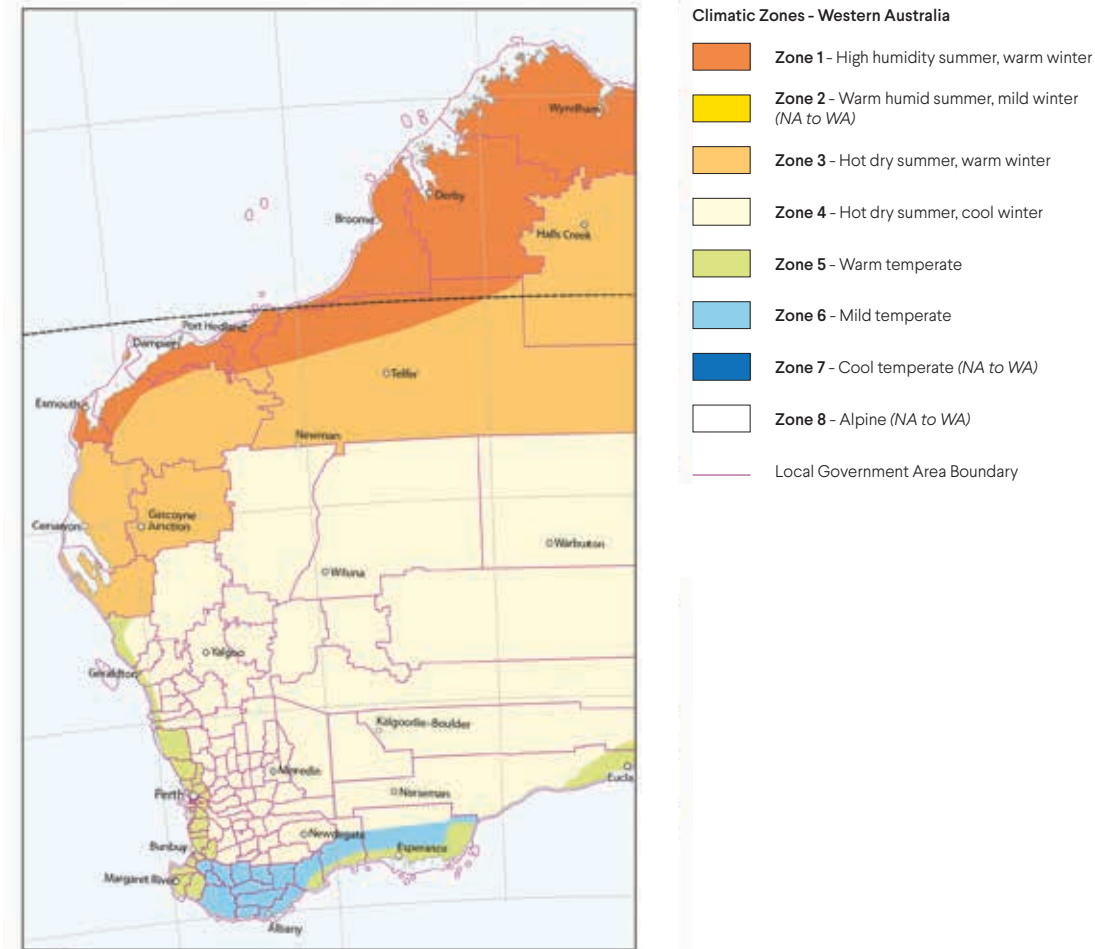 Climatic Zones - Western Australia
Zone 1 - High humidity summer, warm winter
Zone 2 - Warm humid summer, mild winter
(NA to WA)
Zone 3 - Hot dry summer, warm winter
Zone 4 - Hot dry summer, cool winter
Zone 5 - Warm temperate
Zone 6 - Mild temperate
Zone 7 - Cool temperate (NA to WA)
Zone 8 - Alpine (NA to WA)
Local Government Area Boundary
Wyndham
Derby
Broome
Halls Creek
Port Hedland
Dampier
Telfer
Exmouth
Newman
Gascoyne
Junction
Carnarvon
Warburton
Wiluna
Yalgoo
Geraldton
Kalgoorlie-Boulder
Merredin
Eucla
Perth
Norseman
Newdegate
Bunbuy
Esperance
Margaret River
Albany